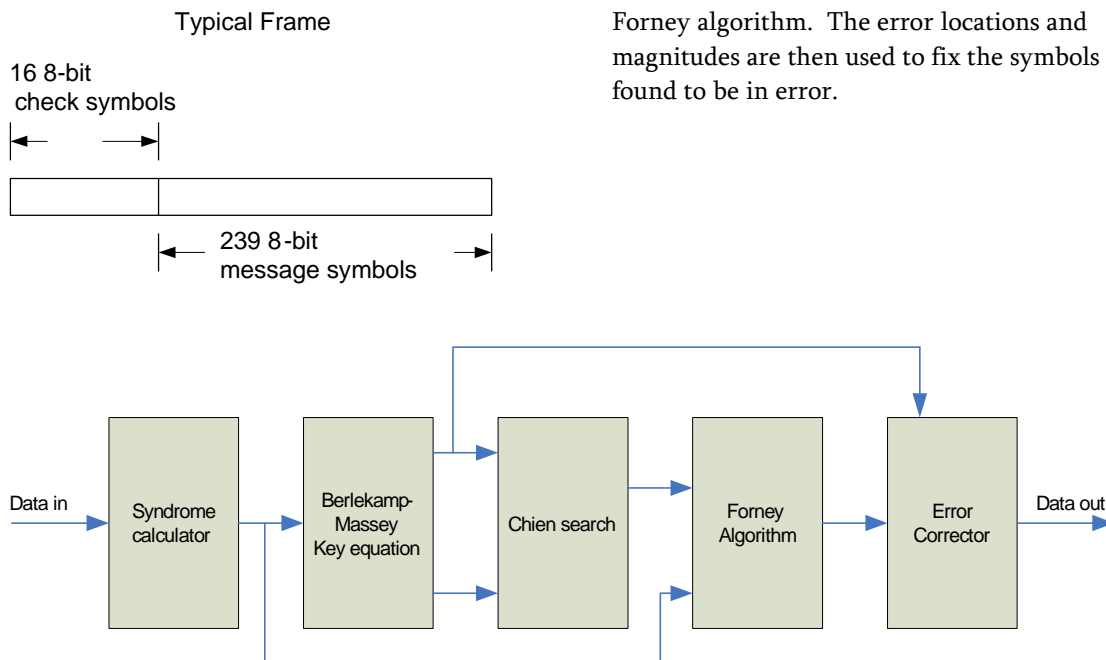 Typical Frame
16 8-bit
check symbols
239 8-bit
message symbols
Forney algorithm. The error locations and
magnitudes are then used to fix the symbols
found to be in error.
Data in
Syndrome
calculator
Berlekamp-
Massey
Key equation
Chien search
Forney
Algorithm
Error
Corrector
Data out